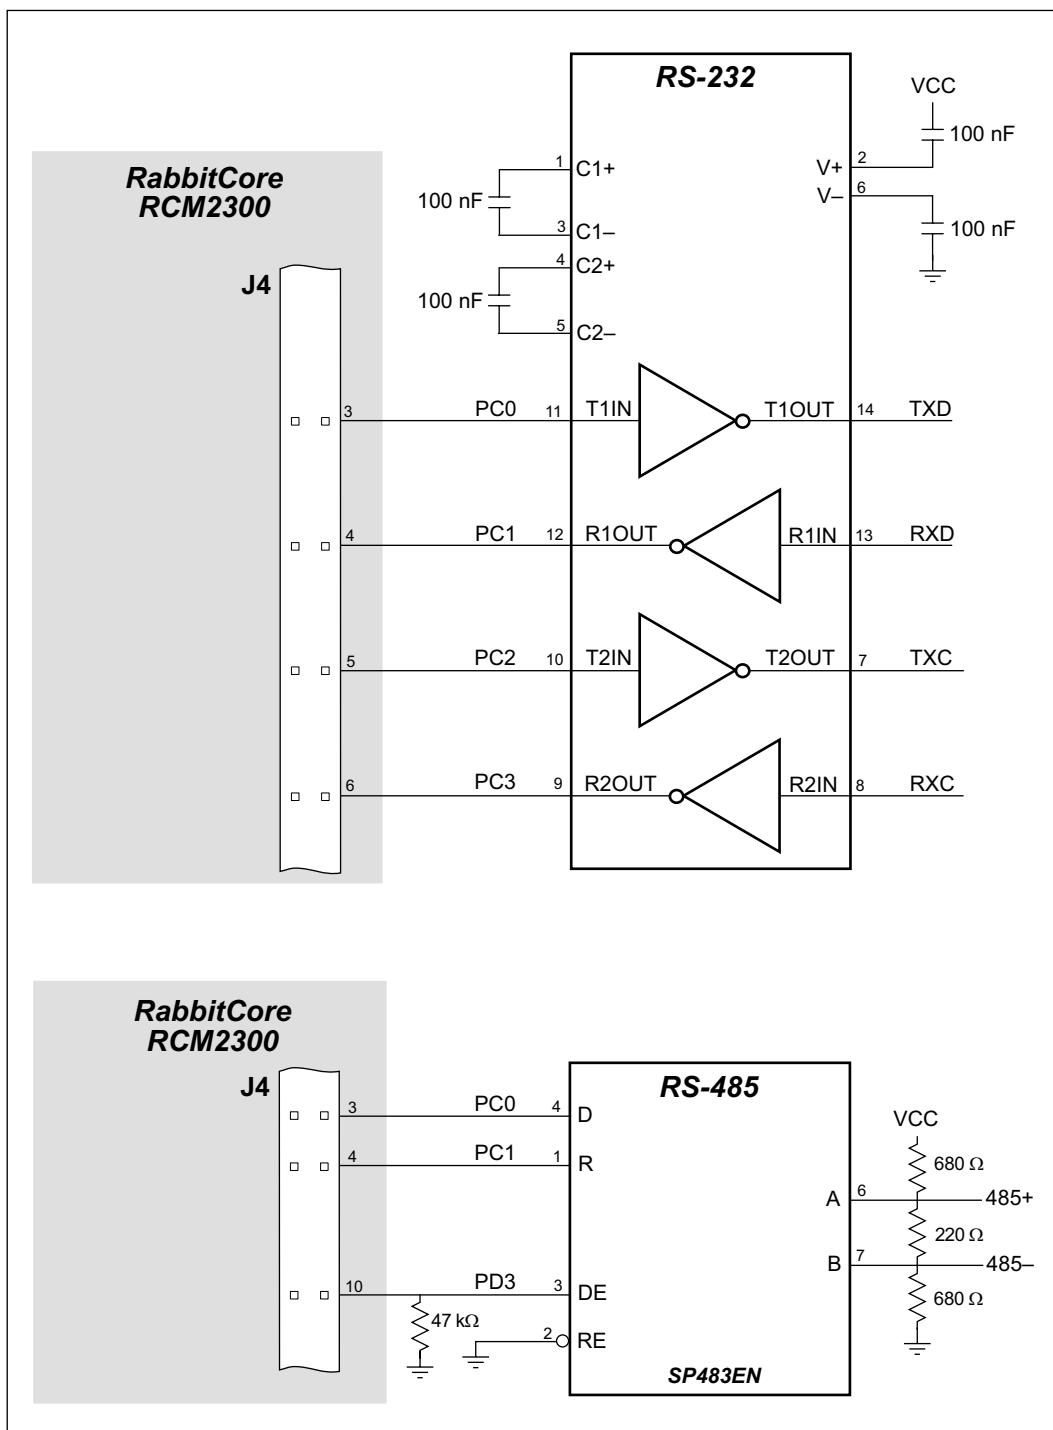 RS-232
VCC
100 nF
RabbitCore
RCM2300
1 C1+
V+ 2
V– 6
100 nF
100 nF
3 C1–
4 C2+
J4
100 nF
5 C2–
3 PC0 11 T1IN T1OUT 14 TXD
4 PC1 12 R1OUT R1IN 13 RXD
5 PC2 10 T2IN T2OUT 7 TXC
6 PC3 9 R2OUT R2IN 8 RXC
RabbitCore
RCM2300
RS-485
J4
3 PC0 4 D
VCC
4 PC1 1 R
680 Ω
A 6 485+
220 Ω
B 7 485–
10 PD3 3 DE
680 Ω
47 kΩ
2 RE
SP483EN